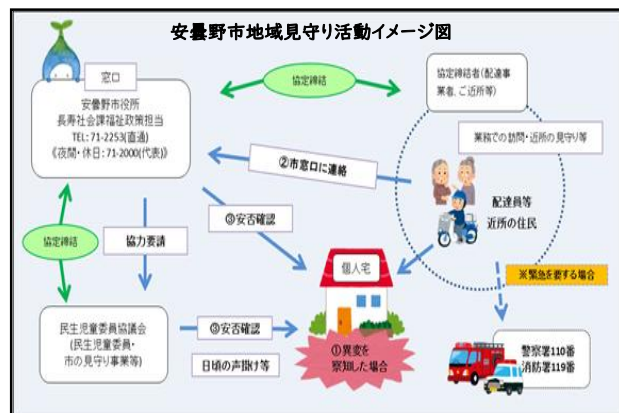 安曇野市地域見守り活動イメージ図
窓口
安曇野市役所
長寿社会課福祉政策担当
TEL: 71-2253(直通)
《夜間・休日: 71-2000(代表)》
協定締結
協定締結者(配達事
業者、ご近所等)
業務での訪問・近所の見守り等
②市窓口に連絡
配達員等
近所の住民
③安否確認
協定締結
協力要請
個人宅
※緊急を要する場合
①異変を
察知した場合
民生児童委員協議会
(民生児童委員・
市の見守り事業等)
③安否確認
日頃の声掛け等
警察署110番
消防署119番